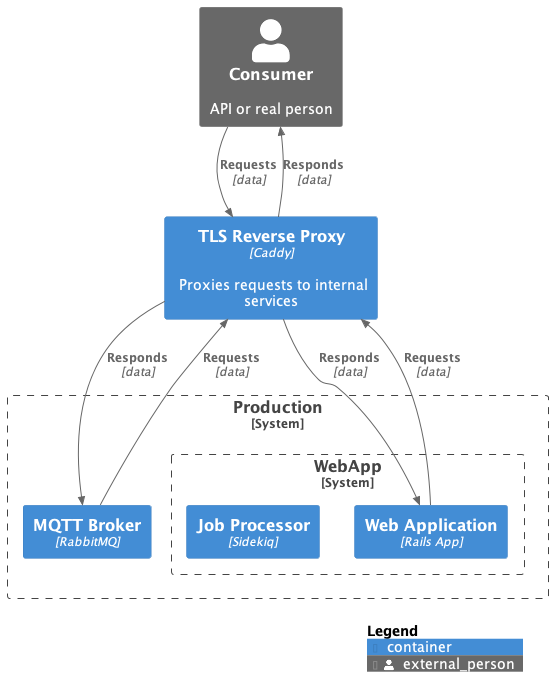 Consumer
API or real person
Requests
[data]
Responds
[data]
TLS Reverse Proxy
[Caddy]
Proxies requests to internal
services
Responds
[data]
Requests
[data]
Responds
[data]
Requests
[data]
Production
[System]
WebApp
[System]
MQTT Broker
[RabbitMQ]
Job Processor
[Sidekiq]
Web Application
[Rails App]
Legend
container
external_person